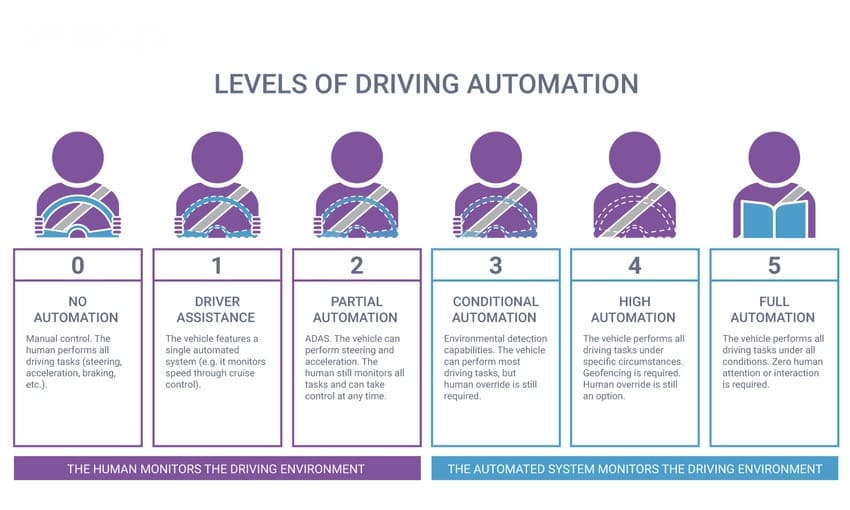 LEVELS OF DRIVING AUTOMATION
0
NO
AUTOMATION
Manual control. The
human performs all
driving tasks (steering,
acceleration, braking,
etc.).
1
DRIVER
ASSISTANCE
The vehicle features a
single automated
system (e.g. it monitors
speed through cruise
control).
2
PARTIAL
AUTOMATION
ADAS. The vehicle can
perform steering and
acceleration. The
human still monitors all
tasks and can take
control at any time.
3
CONDITIONAL
AUTOMATION
Environmental detection
capabilities. The vehicle
can perform most
driving tasks, but
human override is still
required.
4
HIGH
AUTOMATION
The vehicle performs all
driving tasks under
specific circumstances.
Geofencing is required.
Human override is still
an option.
5
FULL
AUTOMATION
The vehicle performs all
driving tasks under all
conditions. Zero human
attention or interaction
is required.
THE HUMAN MONITORS THE DRIVING ENVIRONMENT
THE AUTOMATED SYSTEM MONITORS THE DRIVING ENVIRONMENT